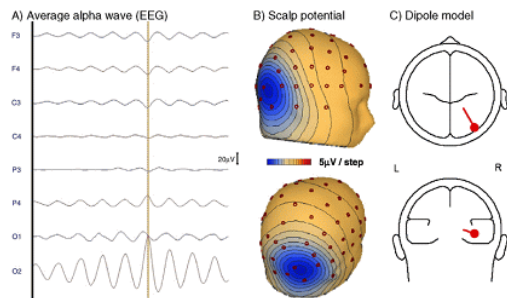 A) Average alpha wave (EEG)
B) Scalp potential
C) Dipole model
F3
F4
C3
C4
P3
P4
O1
O2
20μV
5μV / step
L
R